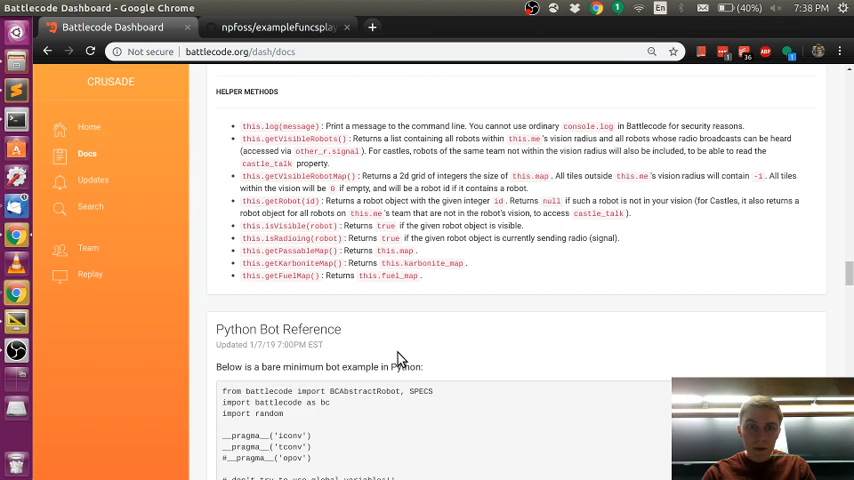 Battlecode Dashboard - Google Chrome
En
1
(40%)
7:38 PM
Battlecode Dashboard
npfoss/examplefuncsplay
Not secure
battlecode.org/dash/docs
36
ABP
1
CRUSADE
Home
Docs
Updates
Search
Team
Replay
HELPER METHODS
this.log(message): Print a message to the command line. You cannot use ordinary console.log in Battlecode for security reasons.
this.getVisibleRobots(): Returns a list containing all robots within this.me's vision radius and all robots whose radio broadcasts can be heard
(accessed via other_r.signal). For castles, robots of the same team not within the vision radius will also be included, to be able to read the
castle_talk property.
this.getVisibleRobotMap(): Returns a 2d grid of integers the size of this.map. All tiles outside this.me's vision radius will contain -1. All tiles
within the vision will be 0 if empty, and will be a robot id if it contains a robot.
this.getRobot(id): Returns a robot object with the given integer id. Returns null if such a robot is not in your vision (for Castles, it also returns a
robot object for all robots on this.me's team that are not in the robot's vision, to access castle_talk).
this.isVisible(robot): Returns true if the given robot object is visible.
this.isRadioing(robot): Returns true if the given robot object is currently sending radio (signal).
this.getPassableMap(): Returns this.map.
this.getKarboniteMap(): Returns this.karbonite_map.
this.getFuelMap(): Returns this.fuel_map.
Python Bot Reference
Updated 1/7/19 7:00PM EST
Below is a bare minimum bot example in Python:
from battlecode import BCAbstractRobot, SPECS
import battlecode as bc
import random
__pragma__('iconv')
__pragma__('tconv')
#__pragma__('opov')
# don't try to use global variables!!